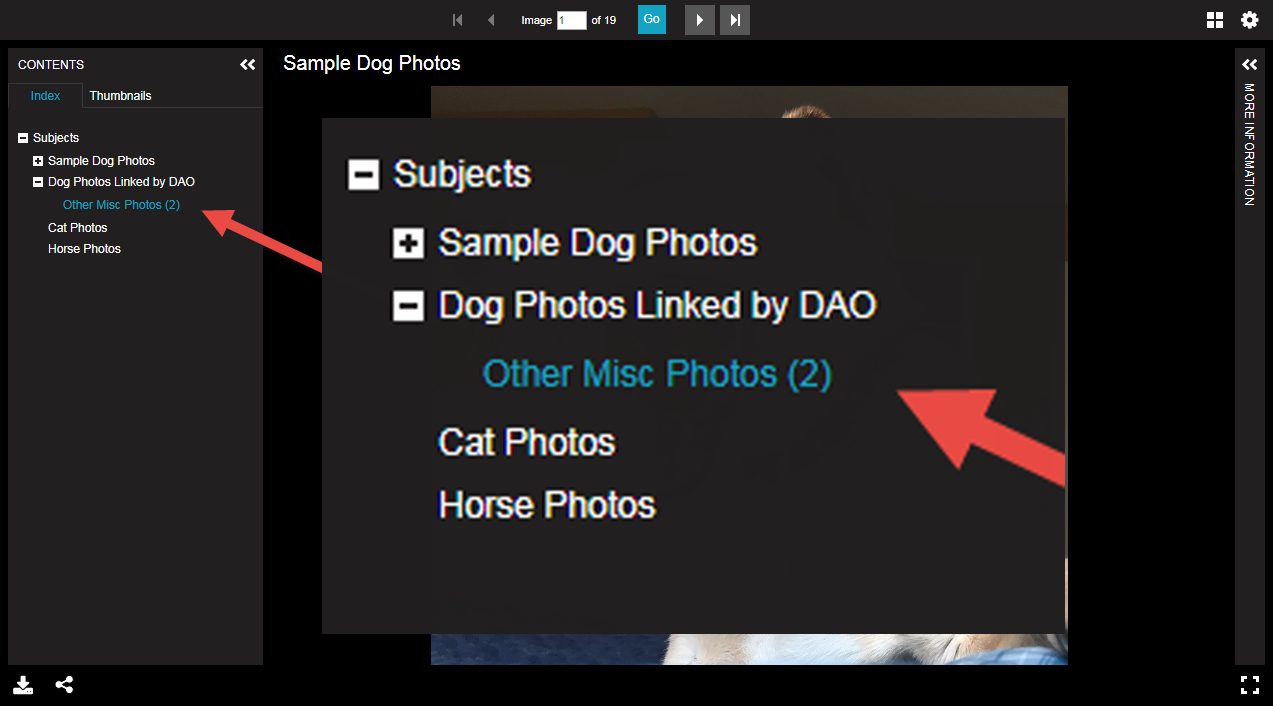 Image 1 of 19 Go
CONTENTS
Index Thumbnails
Subjects
Sample Dog Photos
Dog Photos Linked by DAO
Other Misc Photos (2)
Cat Photos
Horse Photos
Sample Dog Photos
Subjects
Sample Dog Photos
Dog Photos Linked by DAO
Other Misc Photos (2)
Cat Photos
Horse Photos
MORE INFORMATION